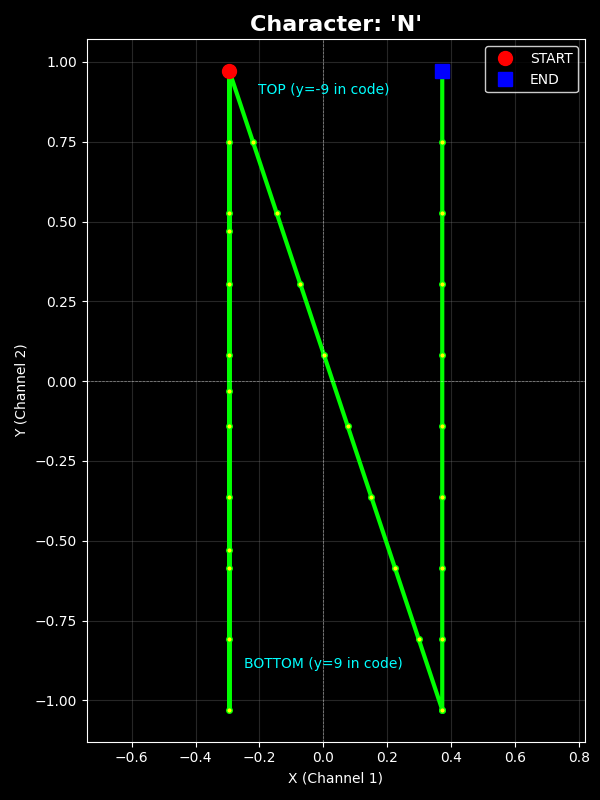 Character: 'N'
START
END
TOP (y=-9 in code)
1.00
0.75
0.50
0.25
0.00
−0.25
−0.50
−0.75
−1.00
Y (Channel 2)
BOTTOM (y=9 in code)
−0.6
−0.4
−0.2
0.0
0.2
0.4
0.6
0.8
X (Channel 1)